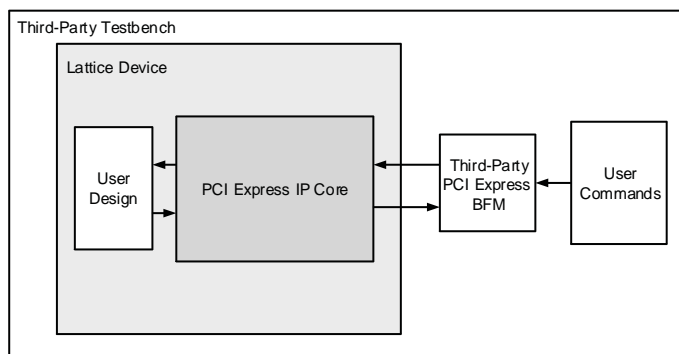 Third-Party Testbench
Lattice Device
User
Design
PCI Express IP Core
Third-Party
PCI Express
BFM
User
Commands